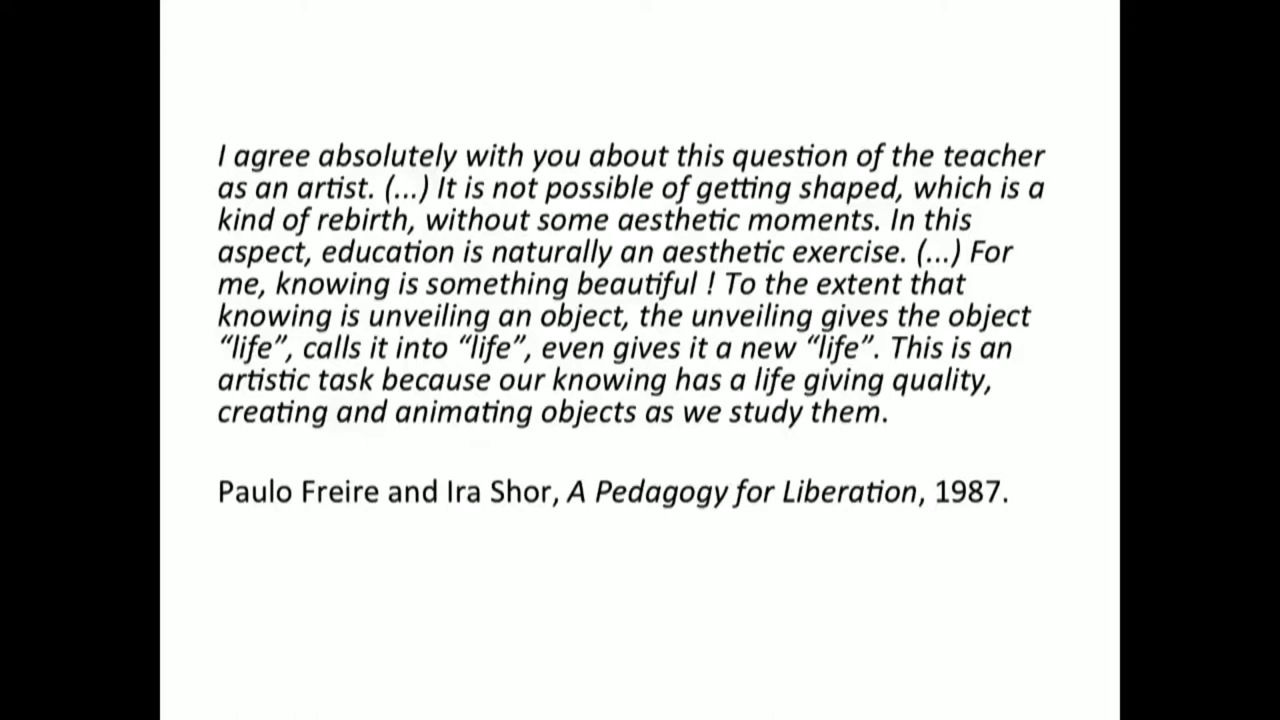 I agree absolutely with you about this question of the teacher
as an artist. (...) It is not possible of getting shaped, which is a
kind of rebirth, without some aesthetic moments. In this
aspect, education is naturally an aesthetic exercise. (...) For
me, knowing is something beautiful ! To the extent that
knowing is unveiling an object, the unveiling gives the object
“life”, calls it into “life”, even gives it a new “life”. This is an
artistic task because our knowing has a life giving quality,
creating and animating objects as we study them.
Paulo Freire and Ira Shor, A Pedagogy for Liberation, 1987.